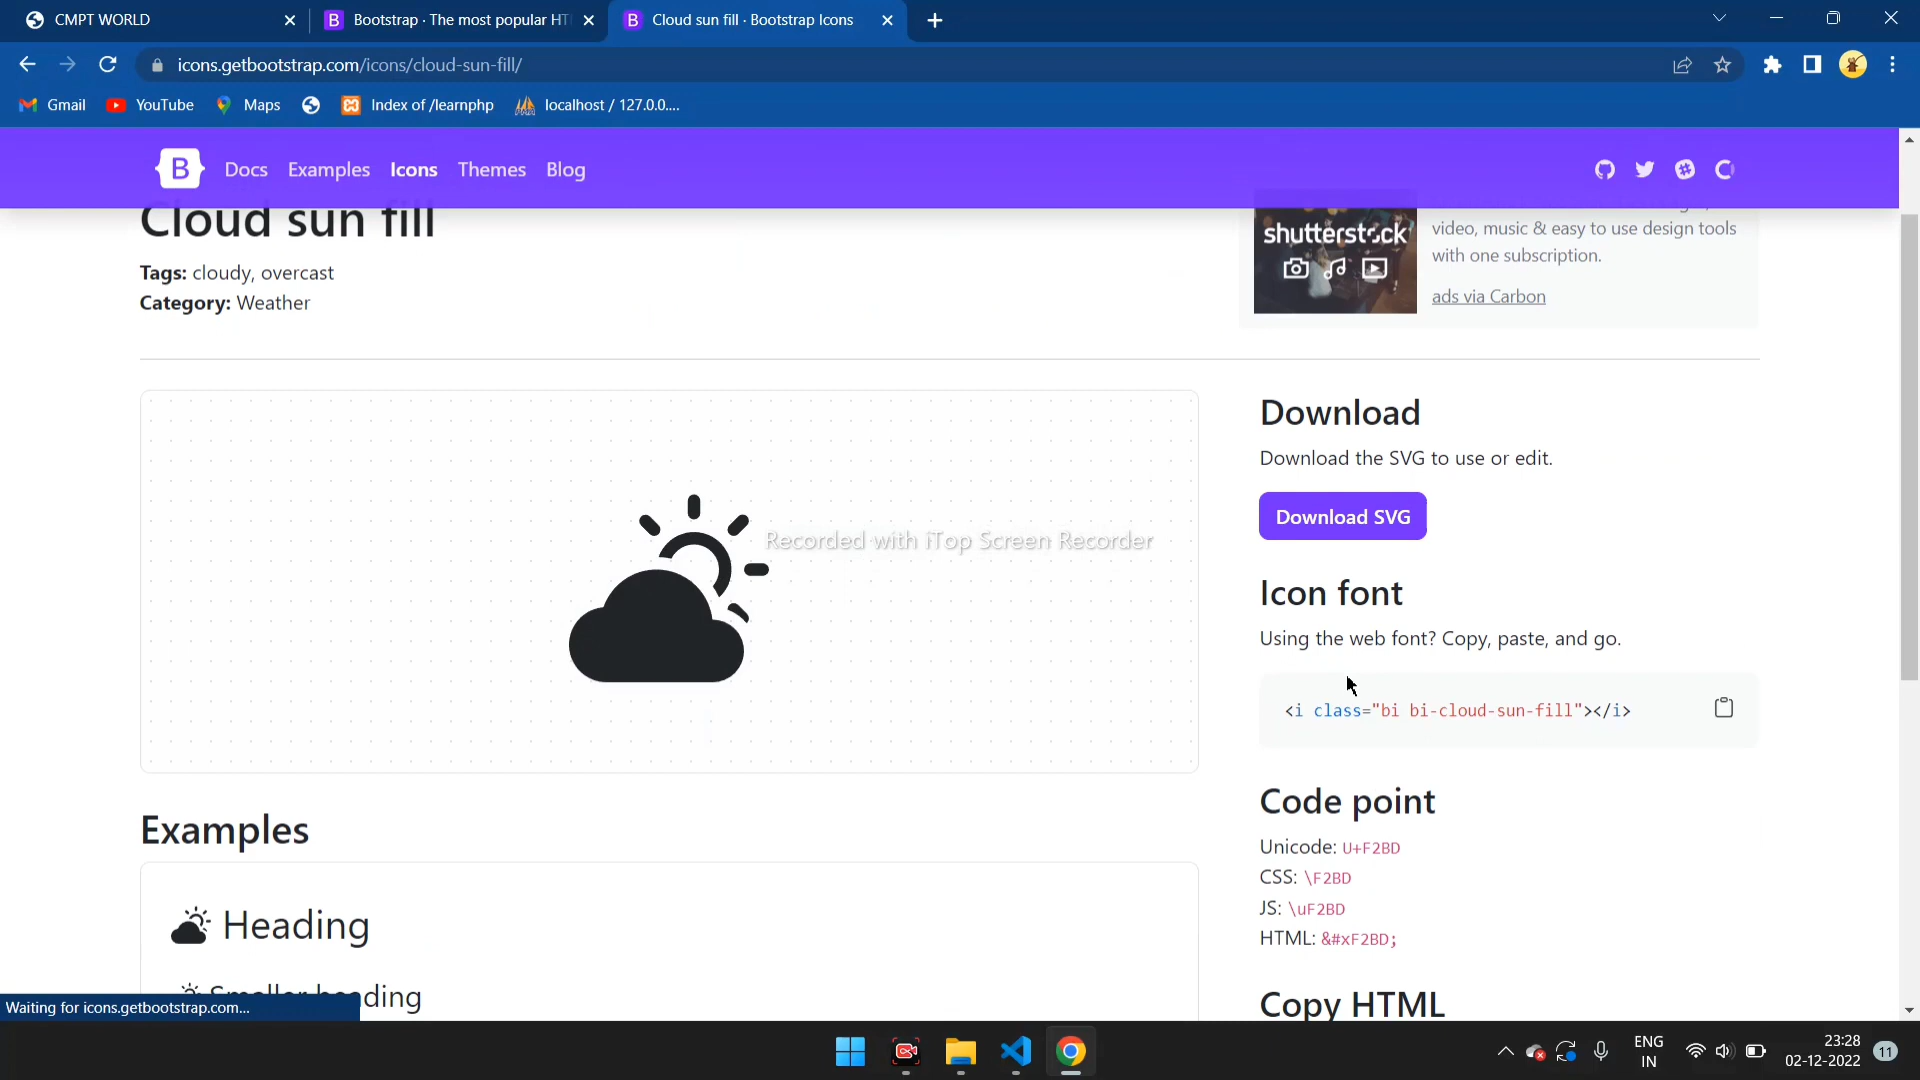 CMPT WORLD
Bootstrap · The most popular HT
Cloud sun fill · Bootstrap Icons
icons.getbootstrap.com/icons/cloud-sun-fill/
Gmail
YouTube
Maps
Index of /learnphp
localhost / 127.0.0....
B
Docs
Examples
Icons
Themes
Blog
Cloud sun fill
Tags: cloudy, overcast
Category: Weather
shutterstock
video, music & easy to use design tools
with one subscription.
ads via Carbon
Recorded with iTop Screen Recorder
Download
Download the SVG to use or edit.
Download SVG
Icon font
Using the web font? Copy, paste, and go.
<i class="bi bi-cloud-sun-fill"></i>
Code point
Unicode: U+F2BD
CSS: \F2BD
JS: \uF2BD
HTML: &#xF2BD;
Copy HTML
Examples
Heading
Smaller heading
Waiting for icons.getbootstrap.com...
ENG
IN
23:28
02-12-2022
11